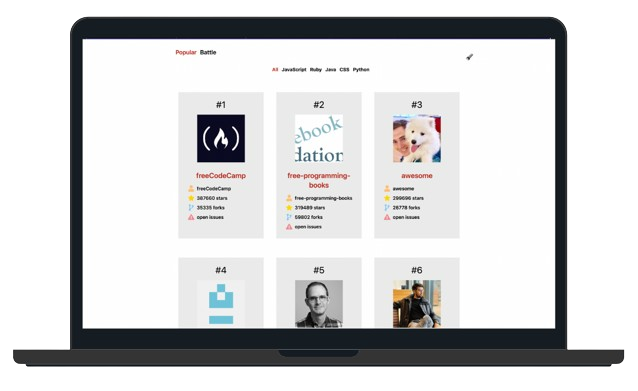 Popular Battle
All JavaScript Ruby Java CSS Python
#1
freeCodeCamp
freeCodeCamp
387660 stars
35335 forks
open issues
#2
ebook
dation
free-programming-
books
free-programming-books
319489 stars
59802 forks
open issues
#3
awesome
awesome
299696 stars
26778 forks
open issues
#4
#5
#6